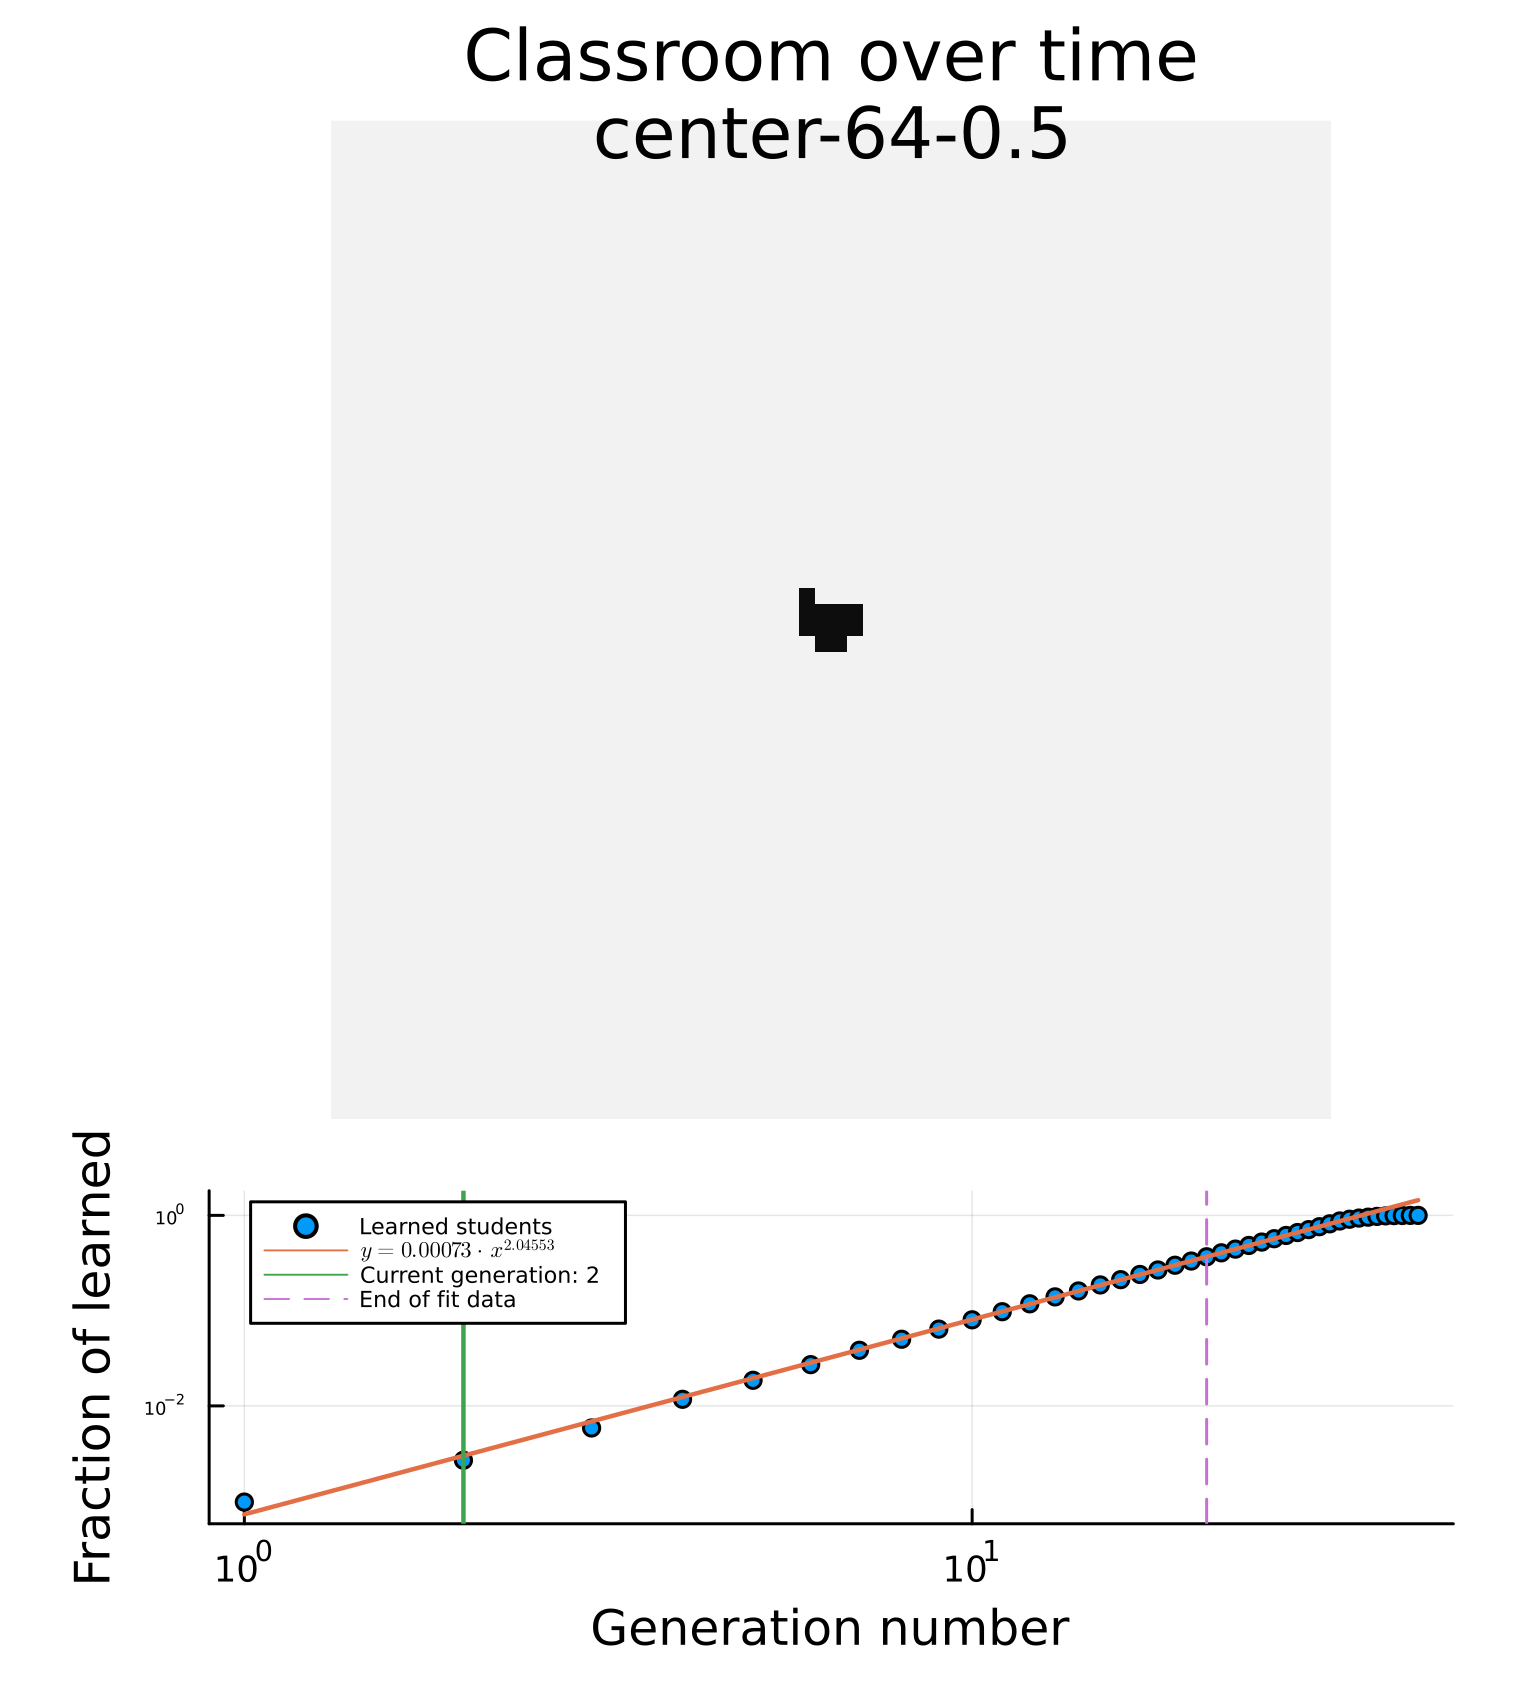 Classroom over time
center-64-0.5
Fraction of learned
10⁰
10⁻²
Learned students
y = 0.00073 · x^2.04553
Current generation: 2
End of fit data
10⁰
10¹
Generation number